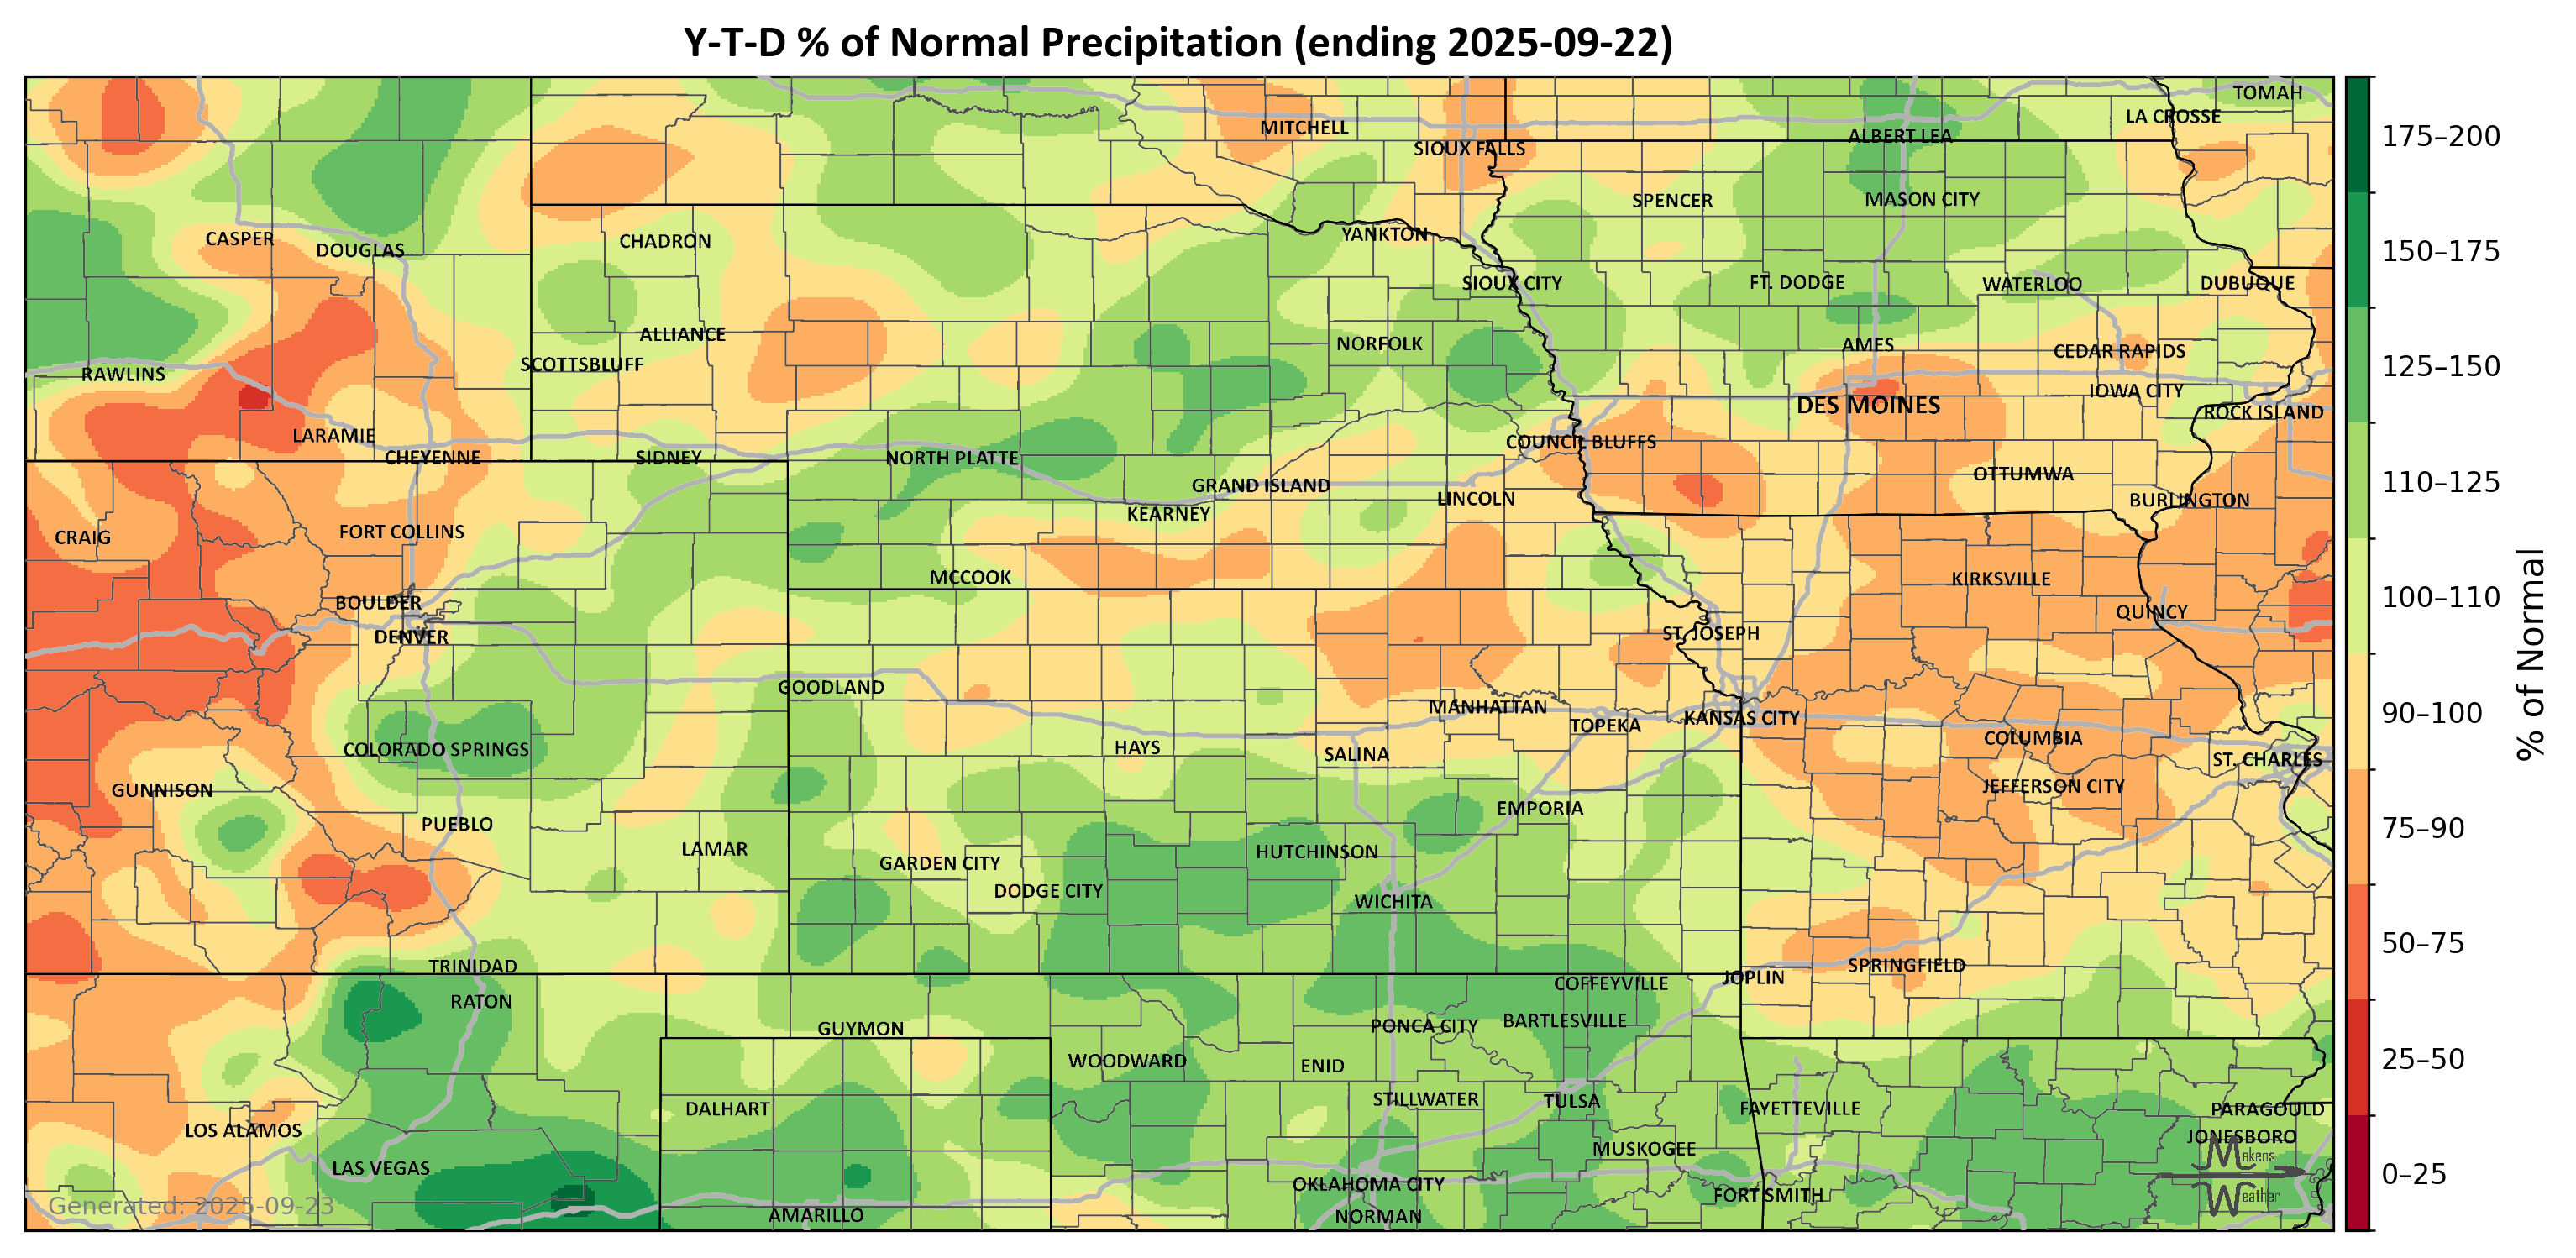 Y-T-D % of Normal Precipitation (ending 2025-09-22)
TOMAH
LA CROSSE
MITCHELL
ALBERT LEA
SIOUX FALLS
SPENCER
MASON CITY
CASPER
DOUGLAS
CHADRON
YANKTON
SIOUX CITY
FT. DODGE
WATERLOO
DUBUQUE
ALLIANCE
NORFOLK
AMES
CEDAR RAPIDS
SCOTTSBLUFF
RAWLINS
IOWA CITY
DES MOINES
ROCK ISLAND
LARAMIE
COUNCIL BLUFFS
CHEYENNE
SIDNEY
NORTH PLATTE
OTTUMWA
GRAND ISLAND
LINCOLN
BURLINGTON
KEARNEY
CRAIG
FORT COLLINS
MCCOOK
KIRKSVILLE
BOULDER
QUINCY
DENVER
ST. JOSEPH
GOODLAND
MANHATTAN
TOPEKA
KANSAS CITY
COLUMBIA
COLORADO SPRINGS
HAYS
SALINA
ST. CHARLES
GUNNISON
JEFFERSON CITY
EMPORIA
PUEBLO
LAMAR
HUTCHINSON
GARDEN CITY
DODGE CITY
WICHITA
TRINIDAD
SPRINGFIELD
JOPLIN
COFFEYVILLE
RATON
GUYMON
PONCA CITY
BARTLESVILLE
WOODWARD
ENID
STILLWATER
TULSA
DALHART
FAYETTEVILLE
PARAGOULD
LOS ALAMOS
JONESBORO
MUSKOGEE
Makens
LAS VEGAS
OKLAHOMA CITY
FORT SMITH
Weather
Generated: 2025-09-23
AMARILLO
NORMAN
175–200
150–175
125–150
110–125
100–110
90–100
75–90
50–75
25–50
0–25
% of Normal